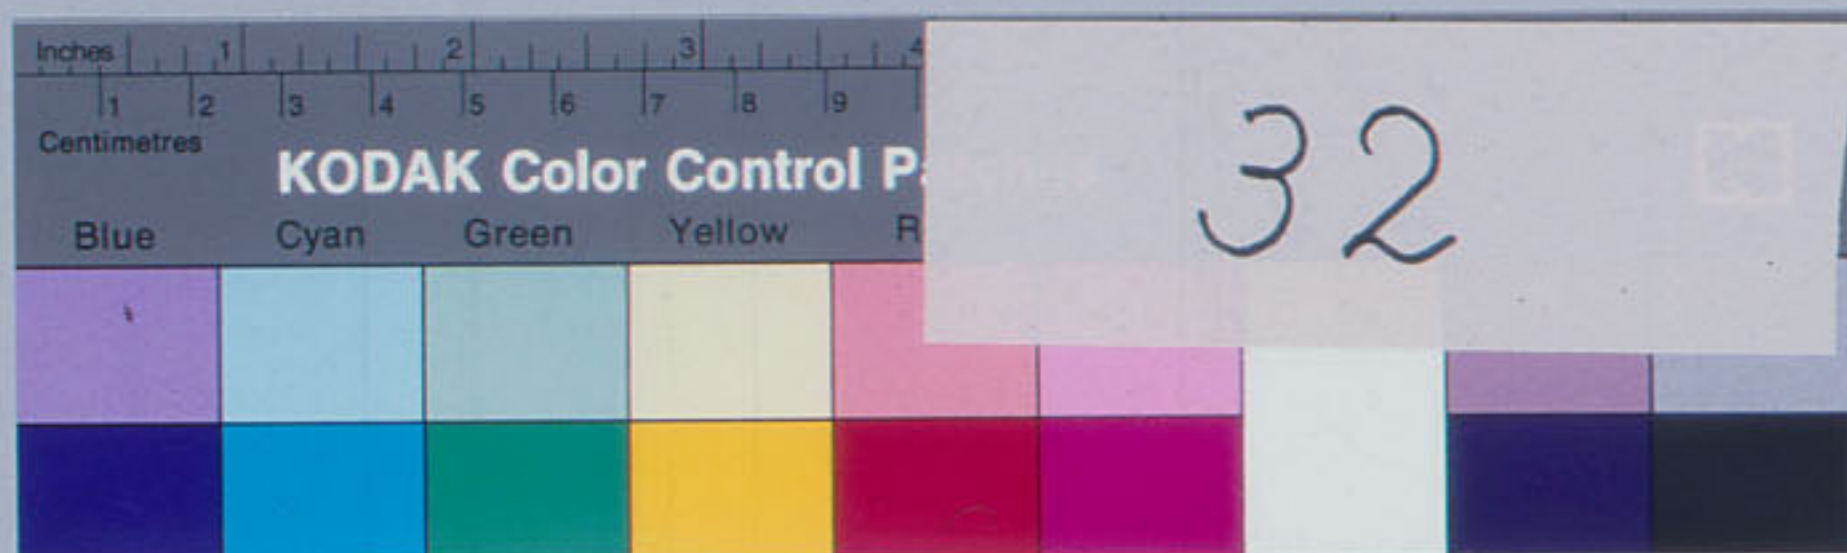 Inches 1 2 3 4
1 2 3 4 5 6 7 8 9
Centimetres
KODAK Color Control Pa
Blue Cyan Green Yellow R
32